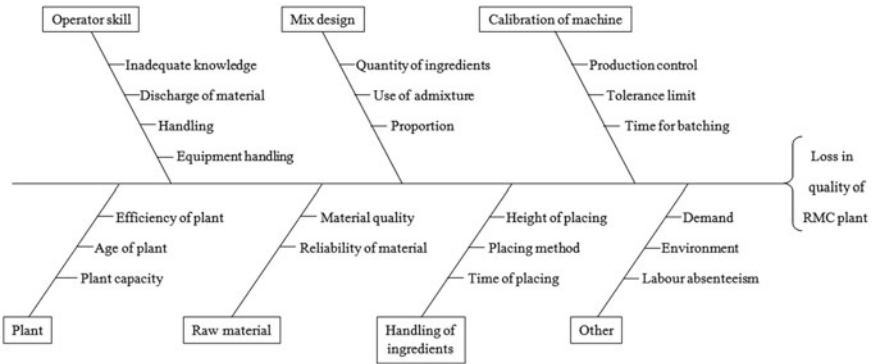 Operator skill
Mix design
Calibration of machine
Inadequate knowledge
Quantity of ingredients
Production control
Discharge of material
Use of admixture
Tolerance limit
Handling
Proportion
Time for batching
Equipment handling
Loss in
quality of
RMC plant
Efficiency of plant
Material quality
Height of placing
Demand
Age of plant
Reliability of material
Placing method
Environment
Plant capacity
Time of placing
Labour absenteeism
Plant
Raw material
Handling of
ingredients
Other